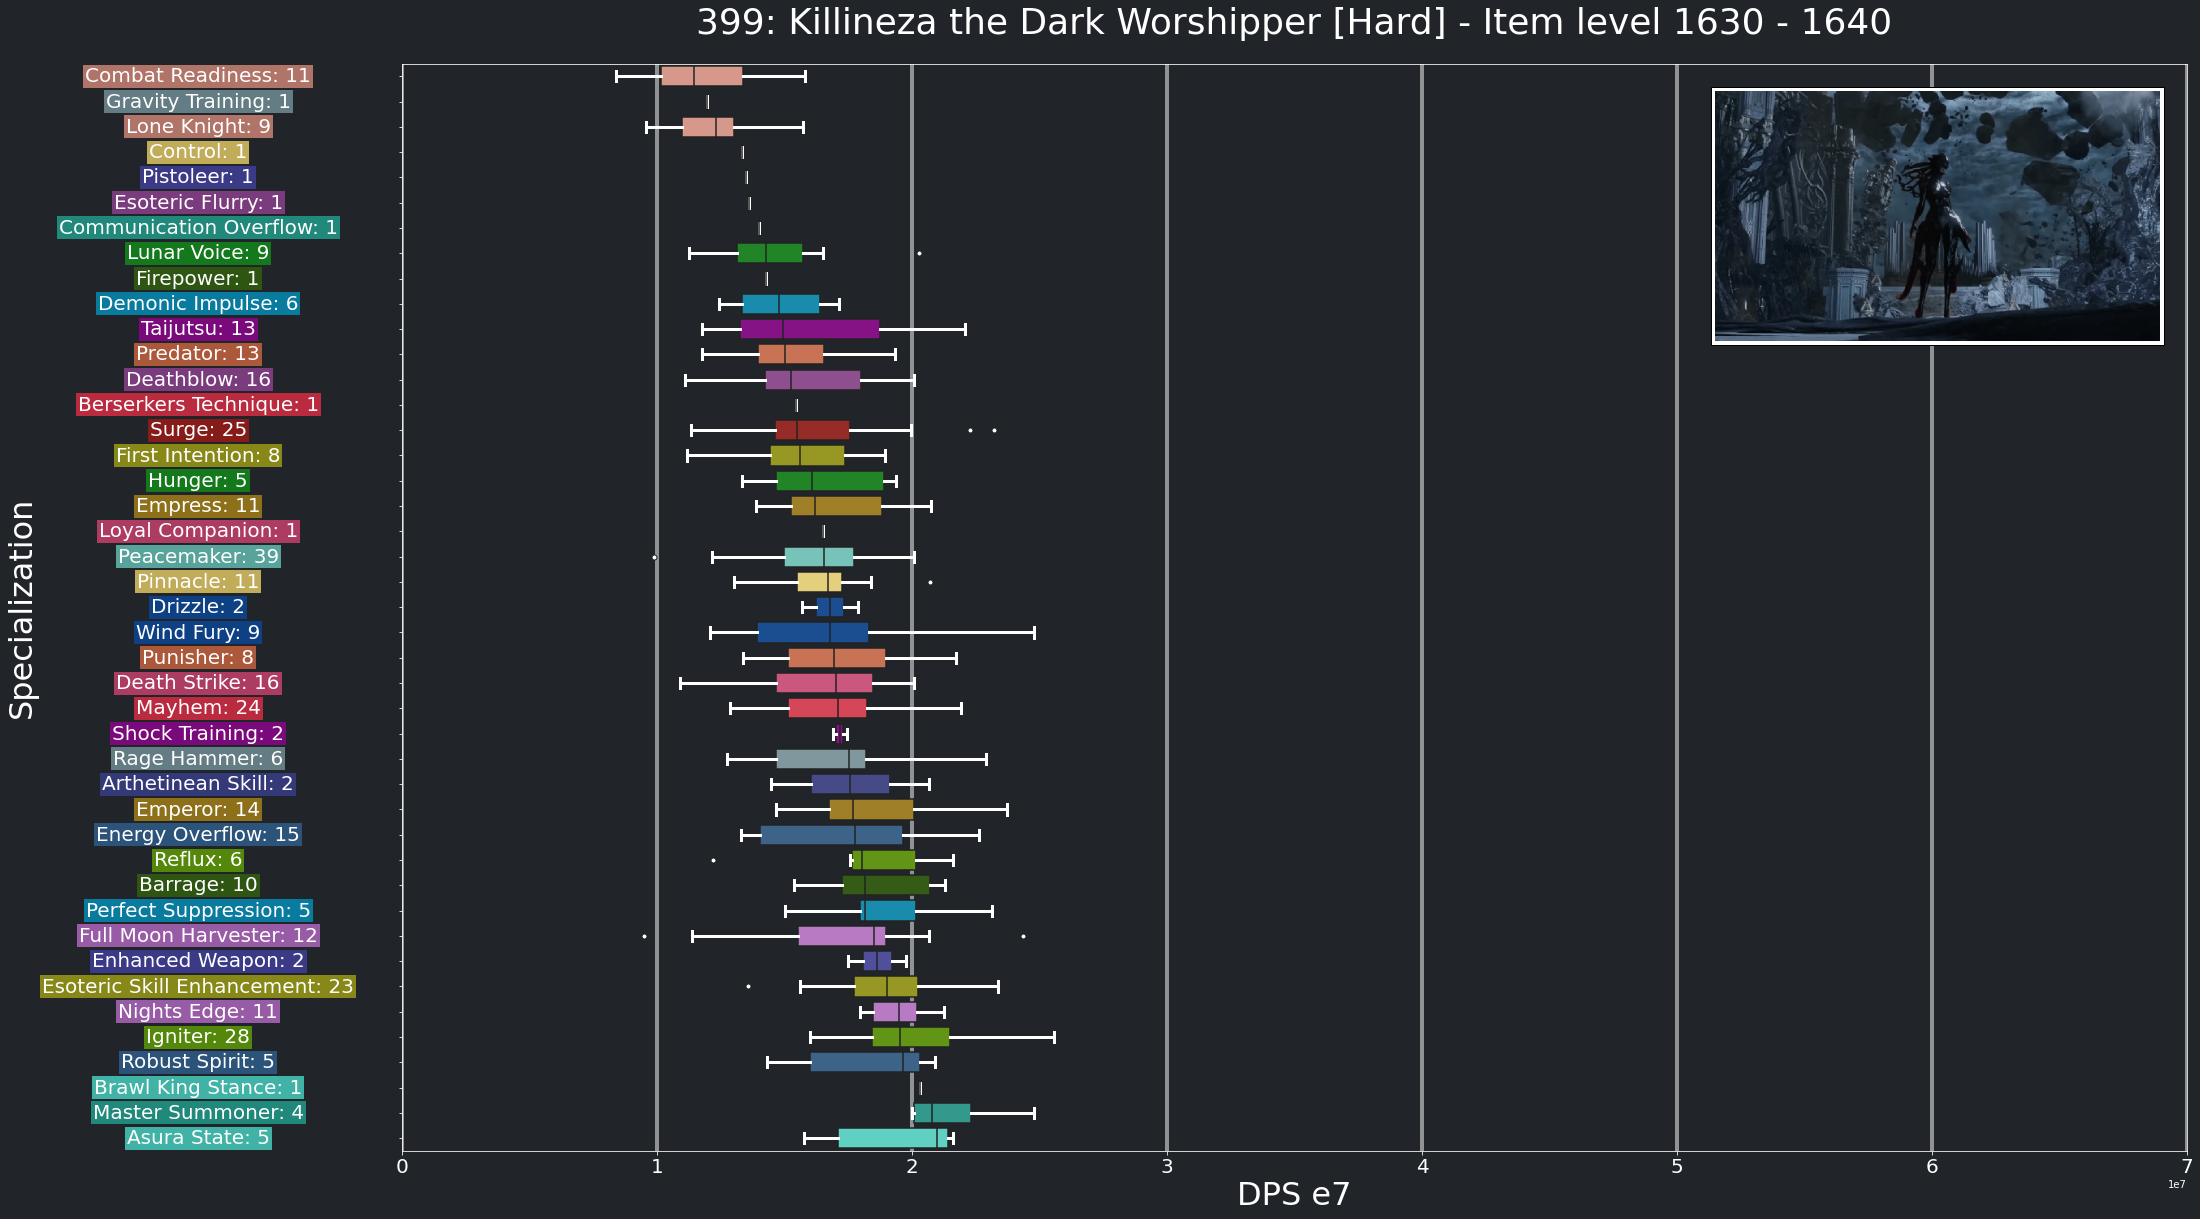 399: Killineza the Dark Worshipper [Hard] - Item level 1630 - 1640
Combat Readiness: 11
Gravity Training: 1
Lone Knight: 9
Control: 1
Pistoleer: 1
Esoteric Flurry: 1
Communication Overflow: 1
Lunar Voice: 9
Firepower: 1
Demonic Impulse: 6
Taijutsu: 13
Predator: 13
Deathblow: 16
Berserkers Technique: 1
Surge: 25
First Intention: 8
Hunger: 5
Empress: 11
Loyal Companion: 1
Peacemaker: 39
Pinnacle: 11
Drizzle: 2
Wind Fury: 9
Punisher: 8
Death Strike: 16
Mayhem: 24
Shock Training: 2
Rage Hammer: 6
Arthetinean Skill: 2
Emperor: 14
Energy Overflow: 15
Reflux: 6
Barrage: 10
Perfect Suppression: 5
Full Moon Harvester: 12
Enhanced Weapon: 2
Esoteric Skill Enhancement: 23
Nights Edge: 11
Igniter: 28
Robust Spirit: 5
Brawl King Stance: 1
Master Summoner: 4
Asura State: 5
Specialization
0 1 2 3 4 5 6 7
1e7
DPS e7